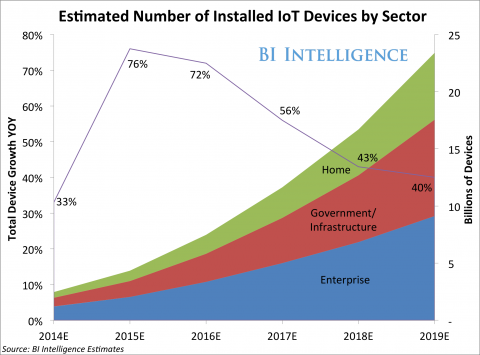 Estimated Number of Installed IoT Devices by Sector
BI INTELLIGENCE
Total Device Growth YOY
80%
70%
60%
50%
40%
30%
20%
10%
0%
33%
76%
72%
56%
43%
40%
Home
Government/
Infrastructure
Enterprise
25
20
15
10
5
-
Billions of Devices
2014E
2015E
2016E
2017E
2018E
2019E
Source: BI Intelligence Estimates